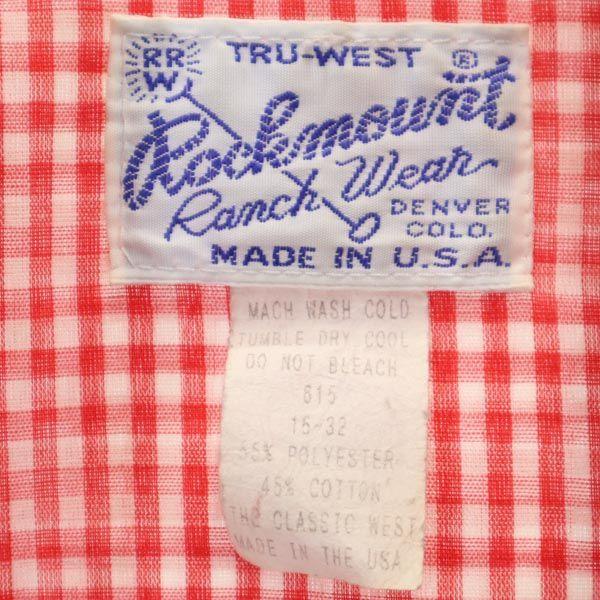 RR
W
TRU-WEST ®
Rockmount
Ranch Wear
DENVER
COLO.
MADE IN U.S.A.
MACH WASH COLD
TUMBLE DRY COOL
DO NOT BLEACH
615
15-32
55% POLYESTER
45% COTTON
THE CLASSIC WEST
MADE IN THE USA